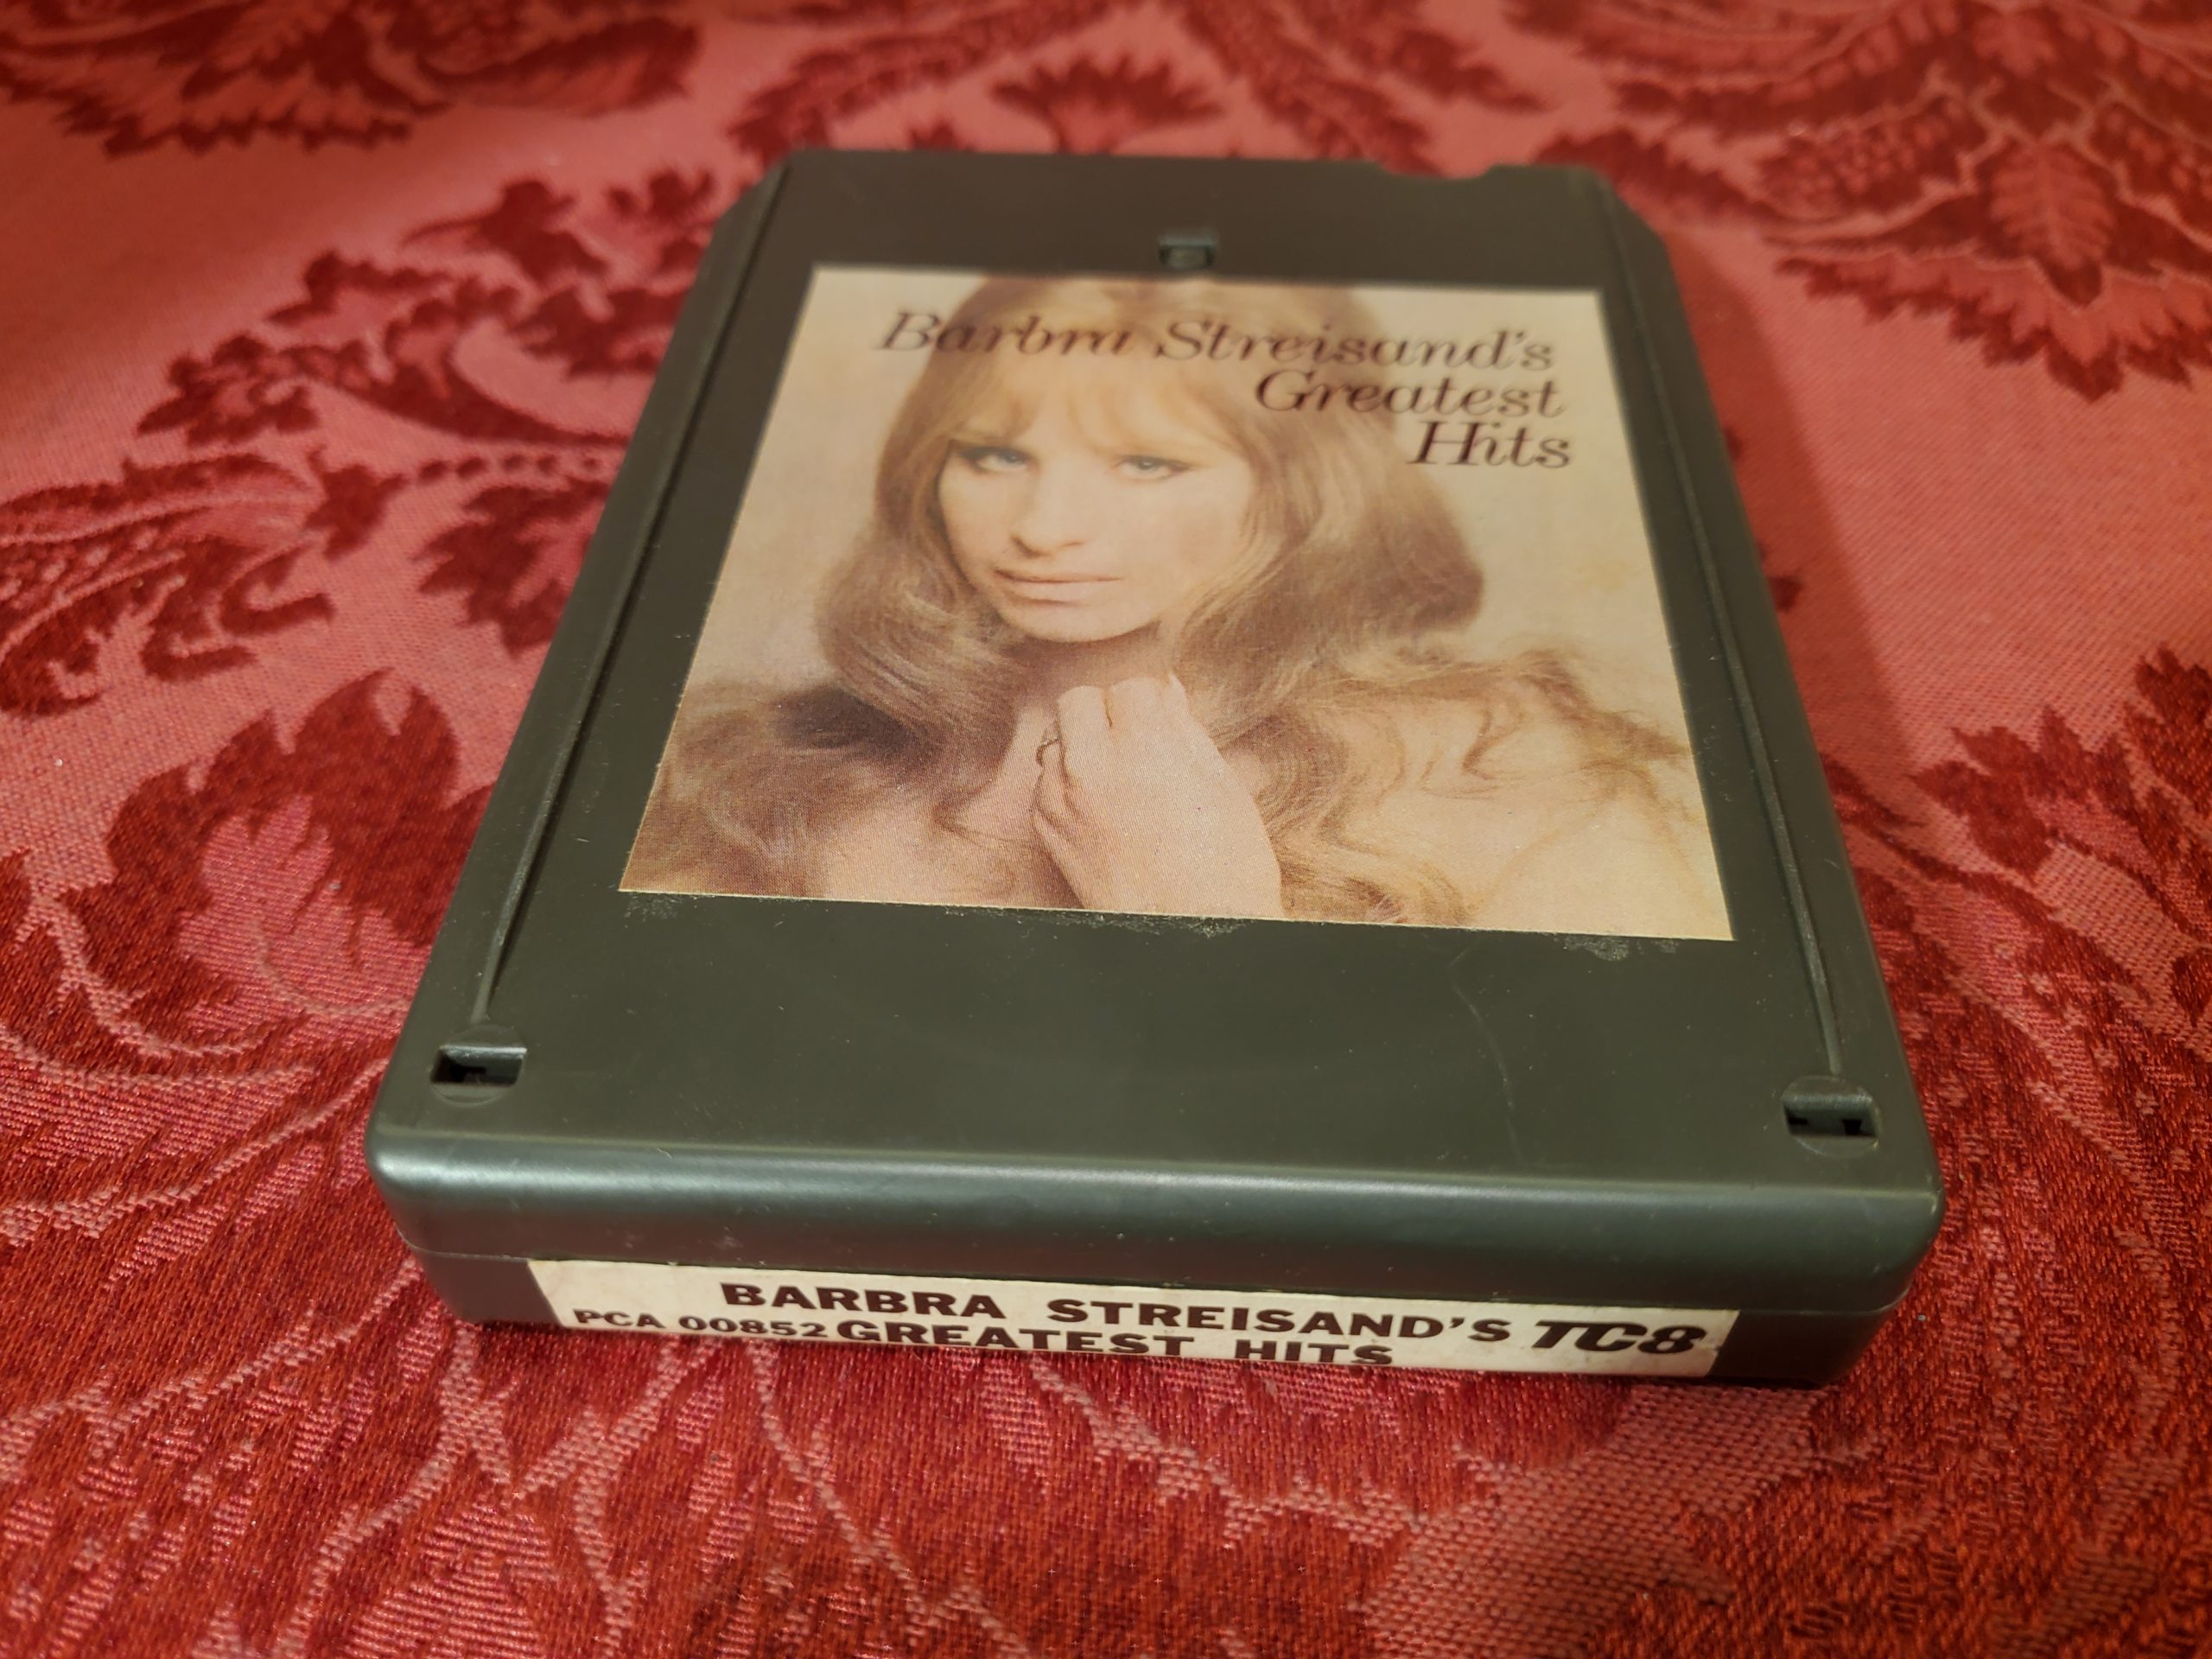 Barbra Streisand's
Greatest
Hits
BARBRA STREISAND'S TC8
PCA 00852 GREATEST HITS